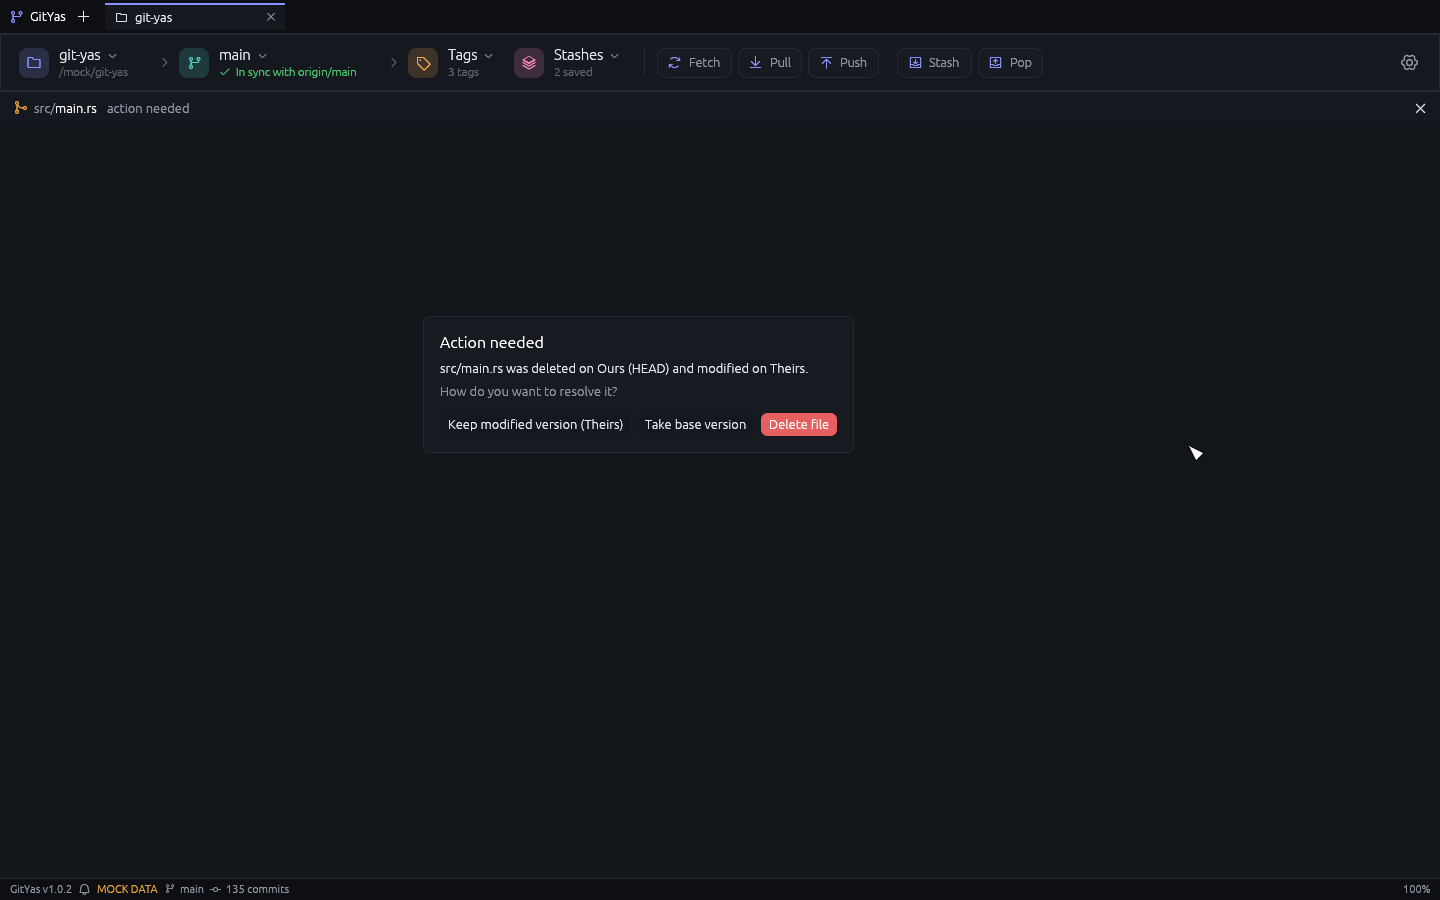 GitYas
git-yas
git-yas
/mock/git-yas
main
In sync with origin/main
Tags
3 tags
Stashes
2 saved
Fetch
Pull
Push
Stash
Pop
src/main.rs action needed
Action needed
src/main.rs was deleted on Ours (HEAD) and modified on Theirs.
How do you want to resolve it?
Keep modified version (Theirs)
Take base version
Delete file
GitYas v1.0.2
MOCK DATA
main
135 commits
100%